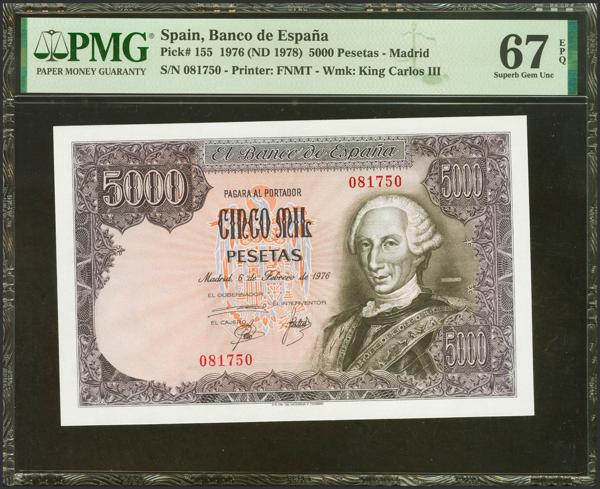 PMG
PAPER MONEY GUARANTY
Spain, Banco de España
Pick# 155 1976 (ND 1978) 5000 Pesetas - Madrid
S/N 081750 - Printer: FNMT - Wmk: King Carlos III
67 EPQ
Superb Gem Unc
El Banco de España
5000
PAGARA AL PORTADOR
081750
5000
CINCO MIL
PESETAS
Madrid, 6 de Febrero de 1976
EL GOBERNADOR
EL INTERVENTOR
EL CAJERO
081750
5000